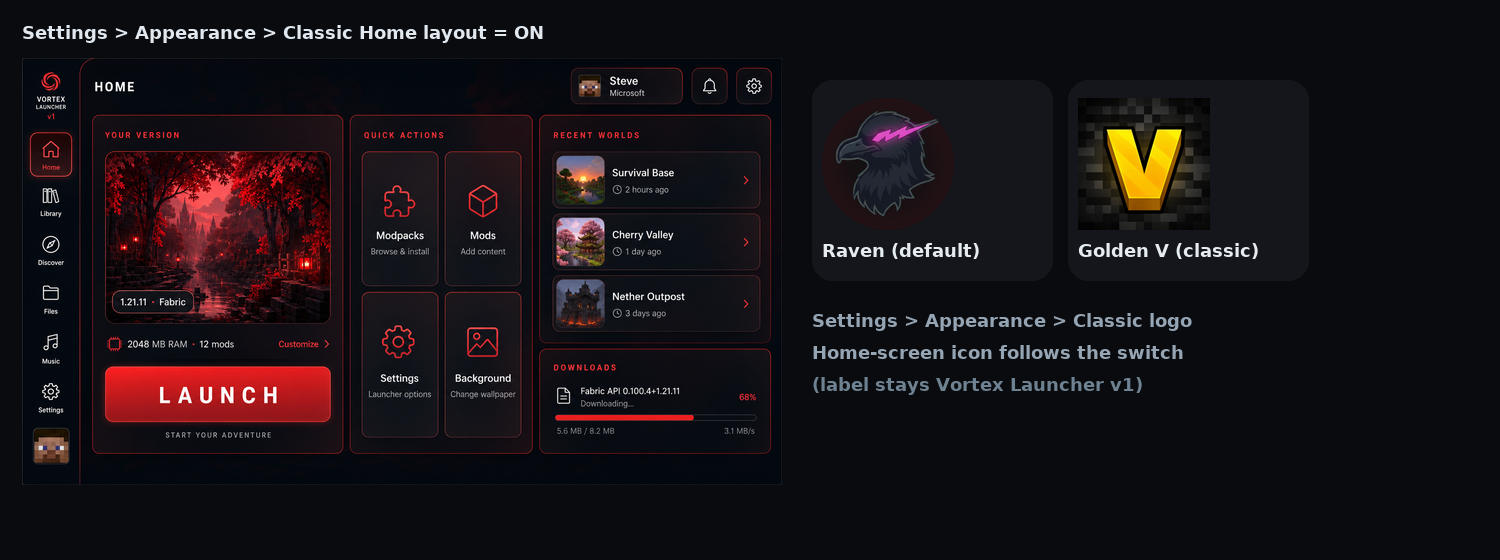 Settings > Appearance > Classic Home layout = ON
VORTEX
LAUNCHER
v1
HOME
Steve
Microsoft
Home
Library
Discover
Files
Music
Settings
YOUR VERSION
1.21.11 · Fabric
2048 MB RAM · 12 mods
Customize
LAUNCH
START YOUR ADVENTURE
QUICK ACTIONS
Modpacks
Browse & install
Mods
Add content
Settings
Launcher options
Background
Change wallpaper
RECENT WORLDS
Survival Base
2 hours ago
Cherry Valley
1 day ago
Nether Outpost
3 days ago
DOWNLOADS
Fabric API 0.100.4+1.21.11
Downloading...
68%
5.6 MB / 8.2 MB
3.1 MB/s
V
Raven (default)
Golden V (classic)
Settings > Appearance > Classic logo
Home-screen icon follows the switch
(label stays Vortex Launcher v1)